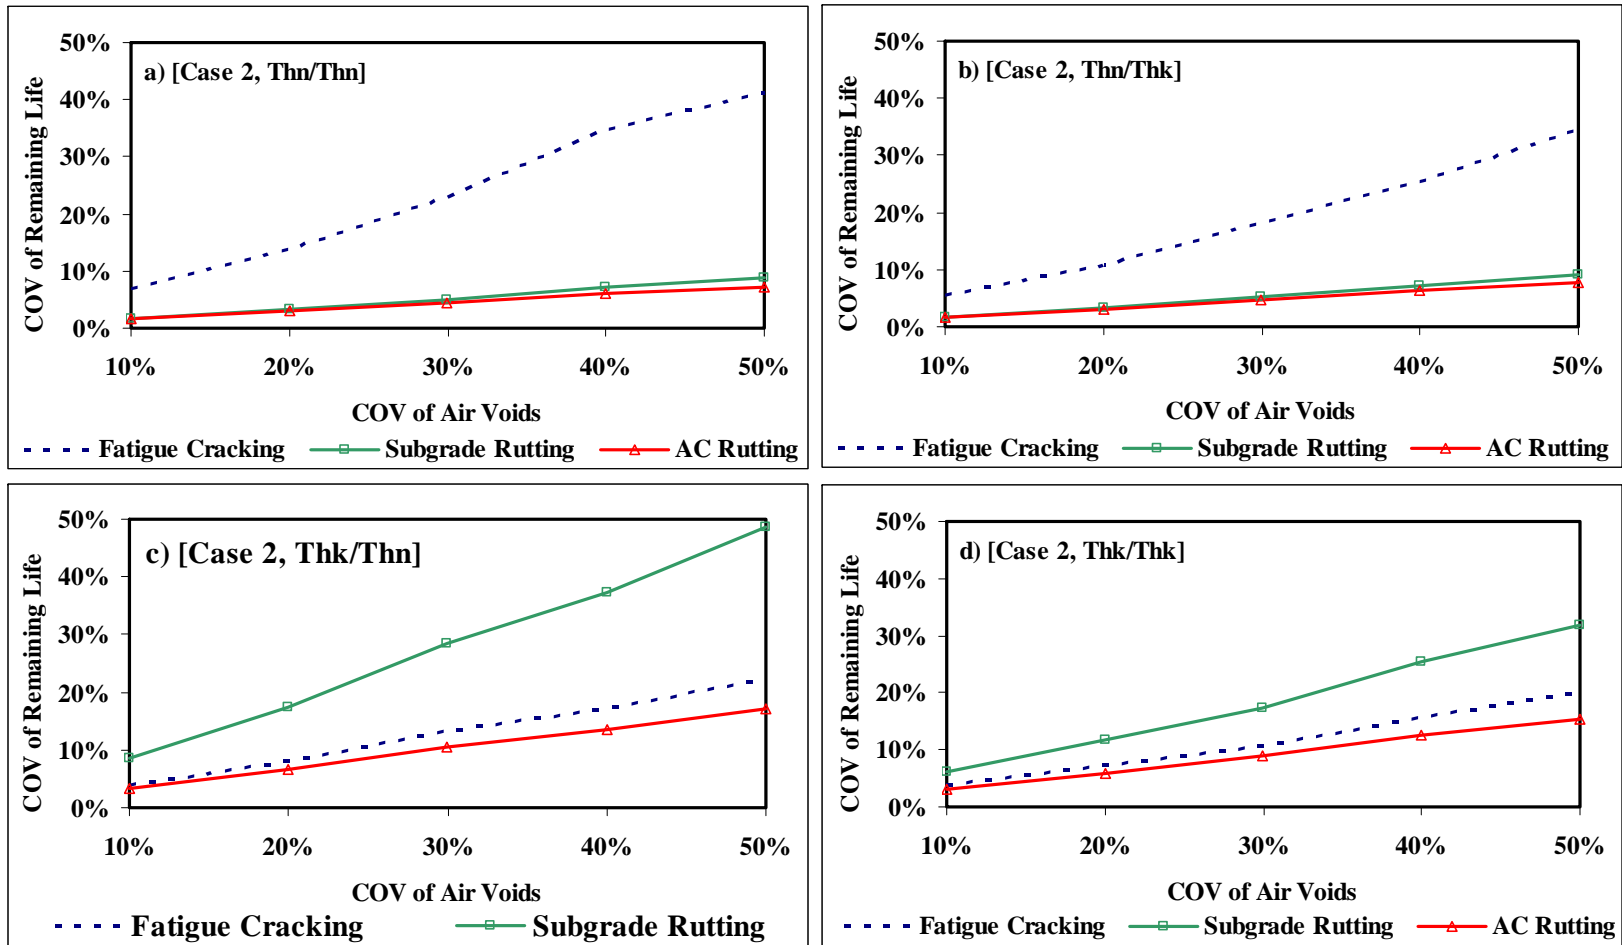 a) [Case 2, Thn/Thn]
COV of Remaining Life
50%
40%
30%
20%
10%
0%
10% 20% 30% 40% 50%
COV of Air Voids
Fatigue Cracking Subgrade Rutting AC Rutting
b) [Case 2, Thn/Thk]
COV of Remaining Life
50%
40%
30%
20%
10%
0%
10% 20% 30% 40% 50%
COV of Air Voids
Fatigue Cracking Subgrade Rutting AC Rutting
c) [Case 2, Thk/Thn]
COV of Remaining Life
50%
40%
30%
20%
10%
0%
10% 20% 30% 40% 50%
COV of Air Voids
Fatigue Cracking Subgrade Rutting
d) [Case 2, Thk/Thk]
COV of Remaining Life
50%
40%
30%
20%
10%
0%
10% 20% 30% 40% 50%
COV of Air Voids
Fatigue Cracking Subgrade Rutting AC Rutting